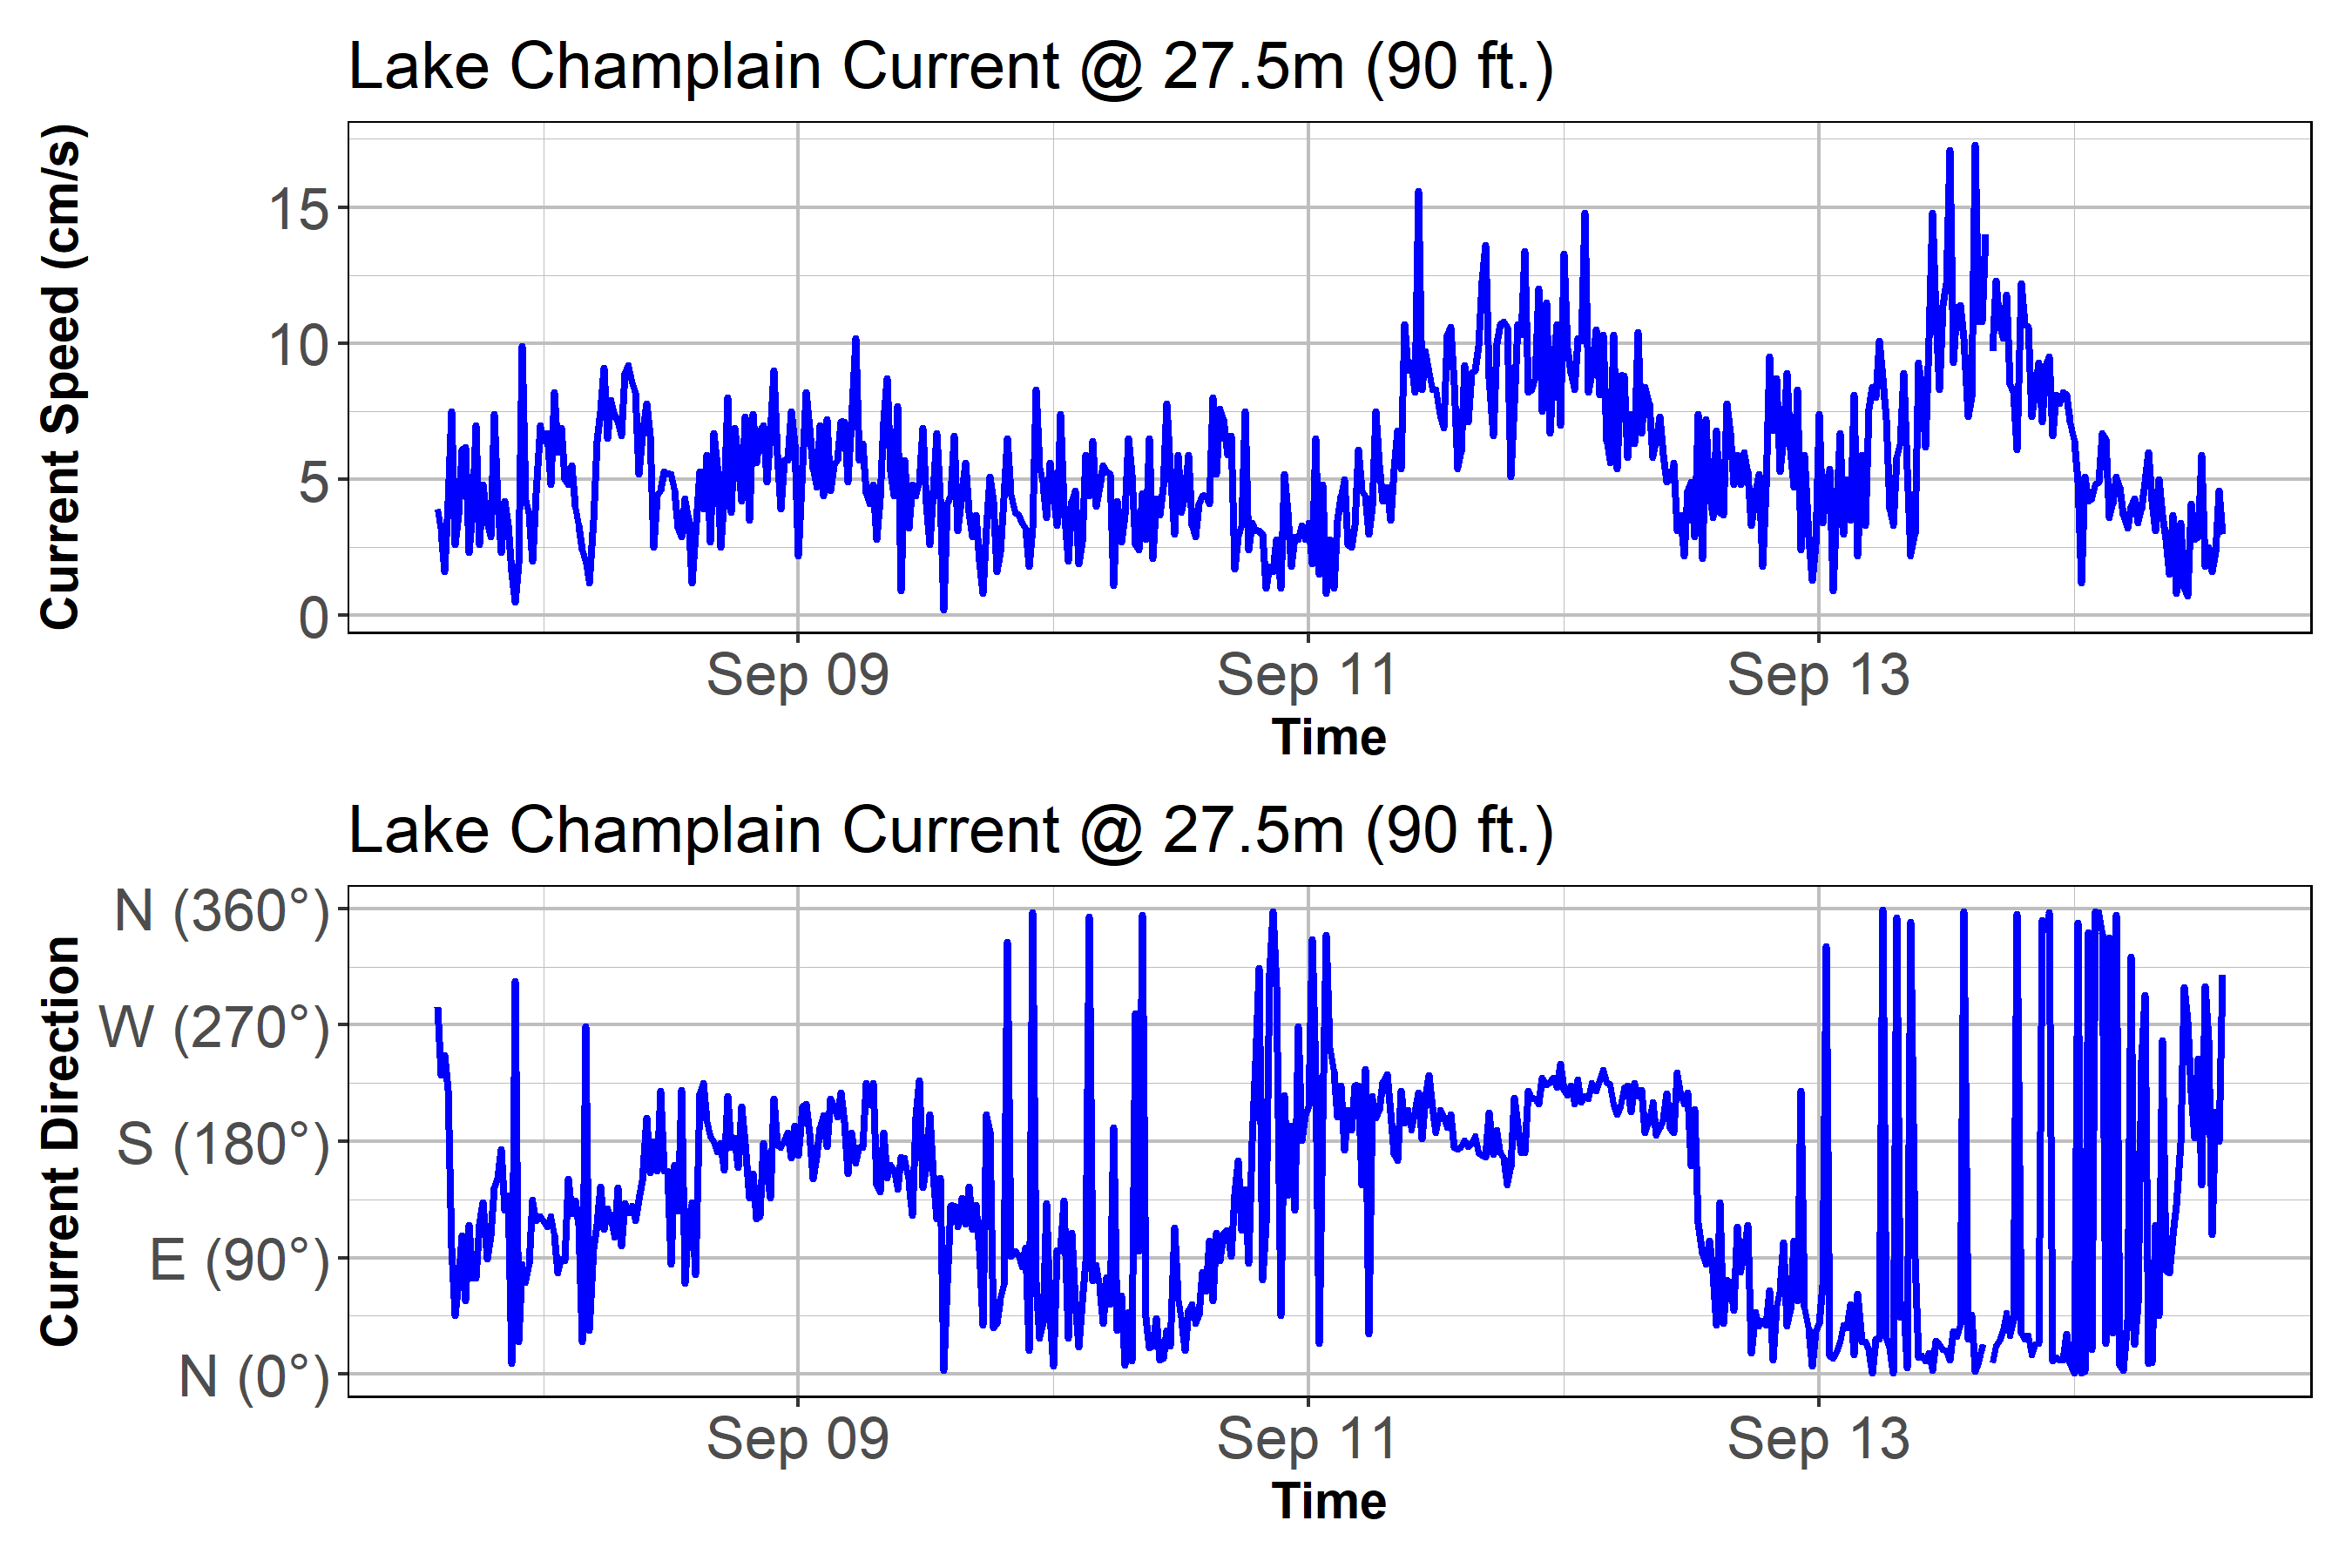 Lake Champlain Current @ 27.5m (90 ft.)
Current Speed (cm/s)
15
10
5
0
Sep 09 Sep 11 Sep 13
Time
Lake Champlain Current @ 27.5m (90 ft.)
Current Direction
N (360°)
W (270°)
S (180°)
E (90°)
N (0°)
Sep 09 Sep 11 Sep 13
Time